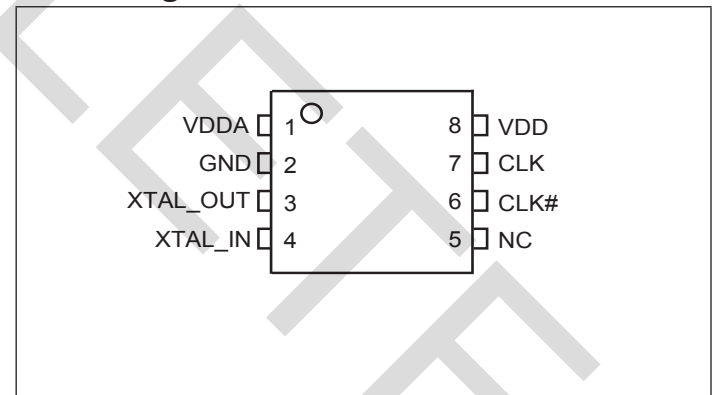 VDDA 1 8 VDD
GND 2 7 CLK
XTAL_OUT 3 6 CLK#
XTAL_IN 4 5 NC